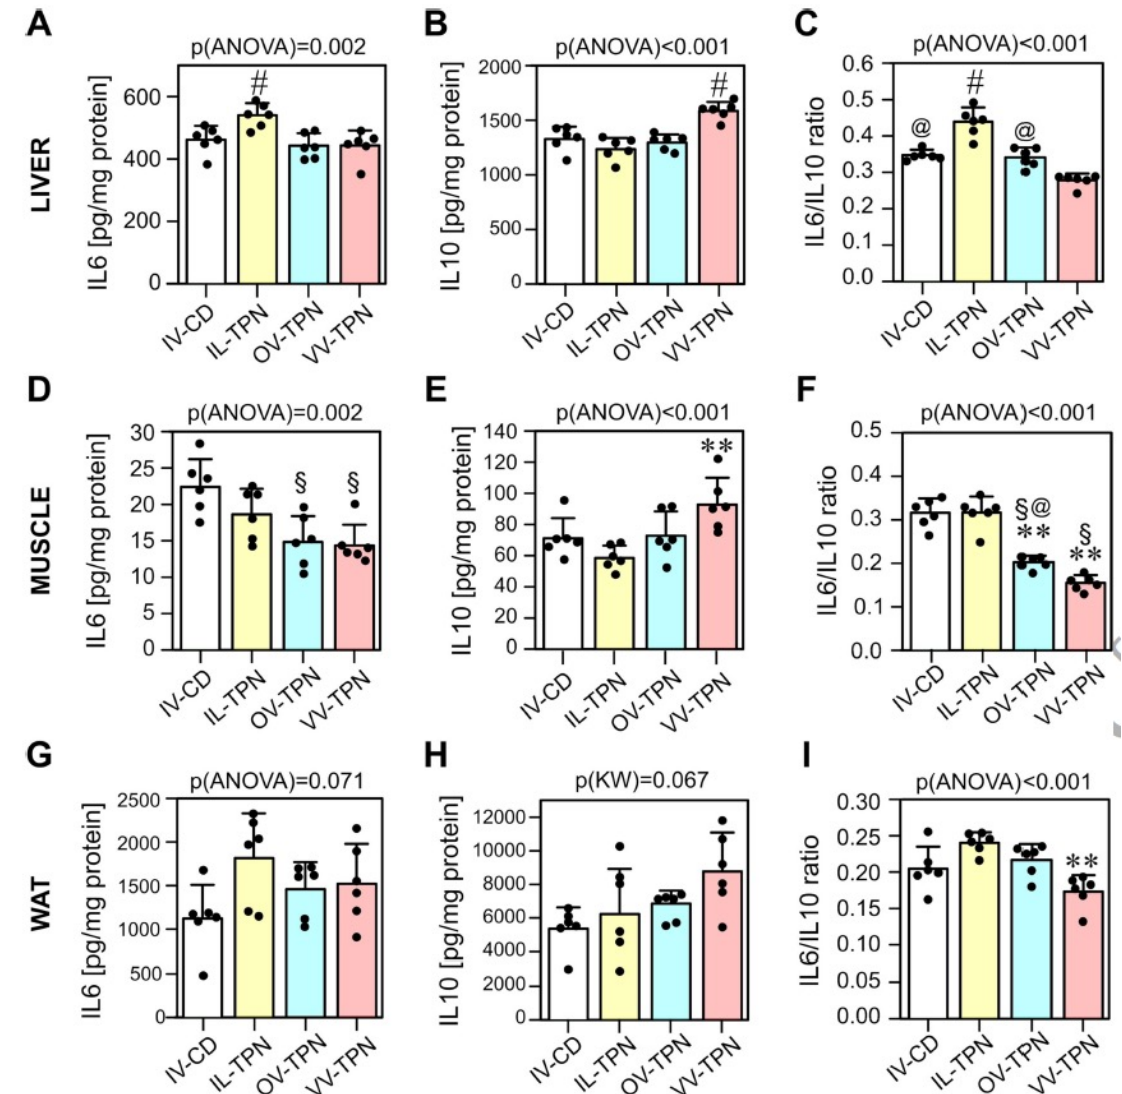 A
B
C
p(ANOVA)=0.002
p(ANOVA)<0.001
p(ANOVA)<0.001
LIVER
IL6 [pg/mg protein]
600
400
200
0
#
IV-CD
IL-TPN
OV-TPN
VV-TPN
IL10 [pg/mg protein]
2000
1500
1000
500
0
#
IV-CD
IL-TPN
OV-TPN
VV-TPN
IL6/IL10 ratio
0.6
0.5
0.4
0.3
0.2
0.1
0.0
@
#
@
IV-CD
IL-TPN
OV-TPN
VV-TPN
D
E
F
p(ANOVA)=0.002
p(ANOVA)<0.001
p(ANOVA)<0.001
MUSCLE
IL6 [pg/mg protein]
30
25
20
15
10
5
0
§
§
IV-CD
IL-TPN
OV-TPN
VV-TPN
IL10 [pg/mg protein]
140
120
100
80
60
40
20
0
**
IV-CD
IL-TPN
OV-TPN
VV-TPN
IL6/IL10 ratio
0.5
0.3
0.2
0.1
0.0
§@
**
§
**
IV-CD
IL-TPN
OV-TPN
VV-TPN
G
H
I
p(ANOVA)=0.071
p(KW)=0.067
p(ANOVA)<0.001
WAT
IL6 [pg/mg protein]
2500
2000
1500
1000
500
0
IV-CD
IL-TPN
OV-TPN
VV-TPN
IL10 [pg/mg protein]
12000
10000
8000
6000
4000
2000
0
IV-CD
IL-TPN
OV-TPN
VV-TPN
IL6/IL10 ratio
0.30
0.25
0.20
0.15
0.10
0.05
0.00
**
IV-CD
IL-TPN
OV-TPN
VV-TPN